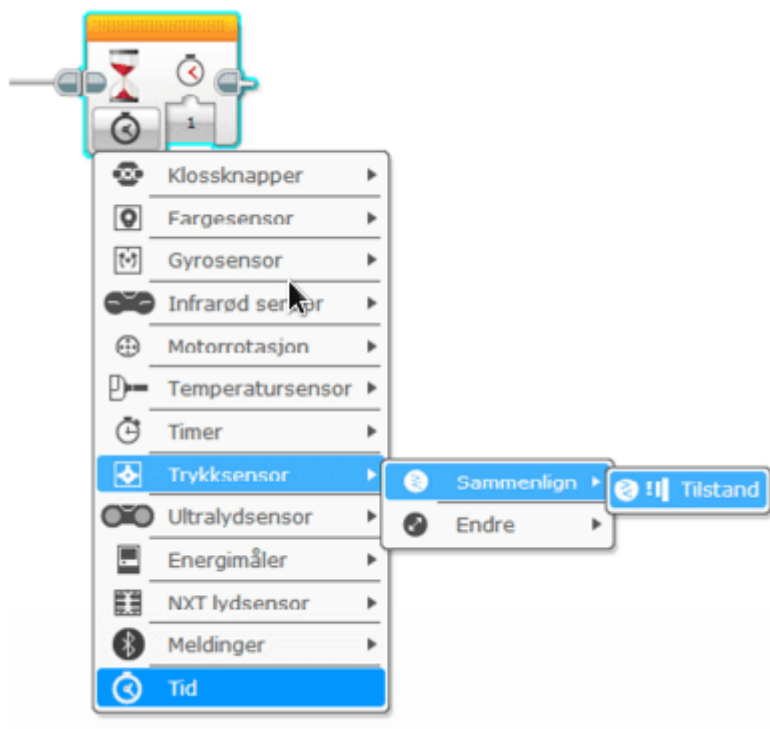 1
Klossknapper
Fargesensor
Gyrosensor
Infrarød sensor
Motorrotasjon
Temperatursensor
Timer
Trykksensor
Sammenlign
Tilstand
Ultralydsensor
Endre
Energimåler
NXT lydsensor
Meldinger
Tid